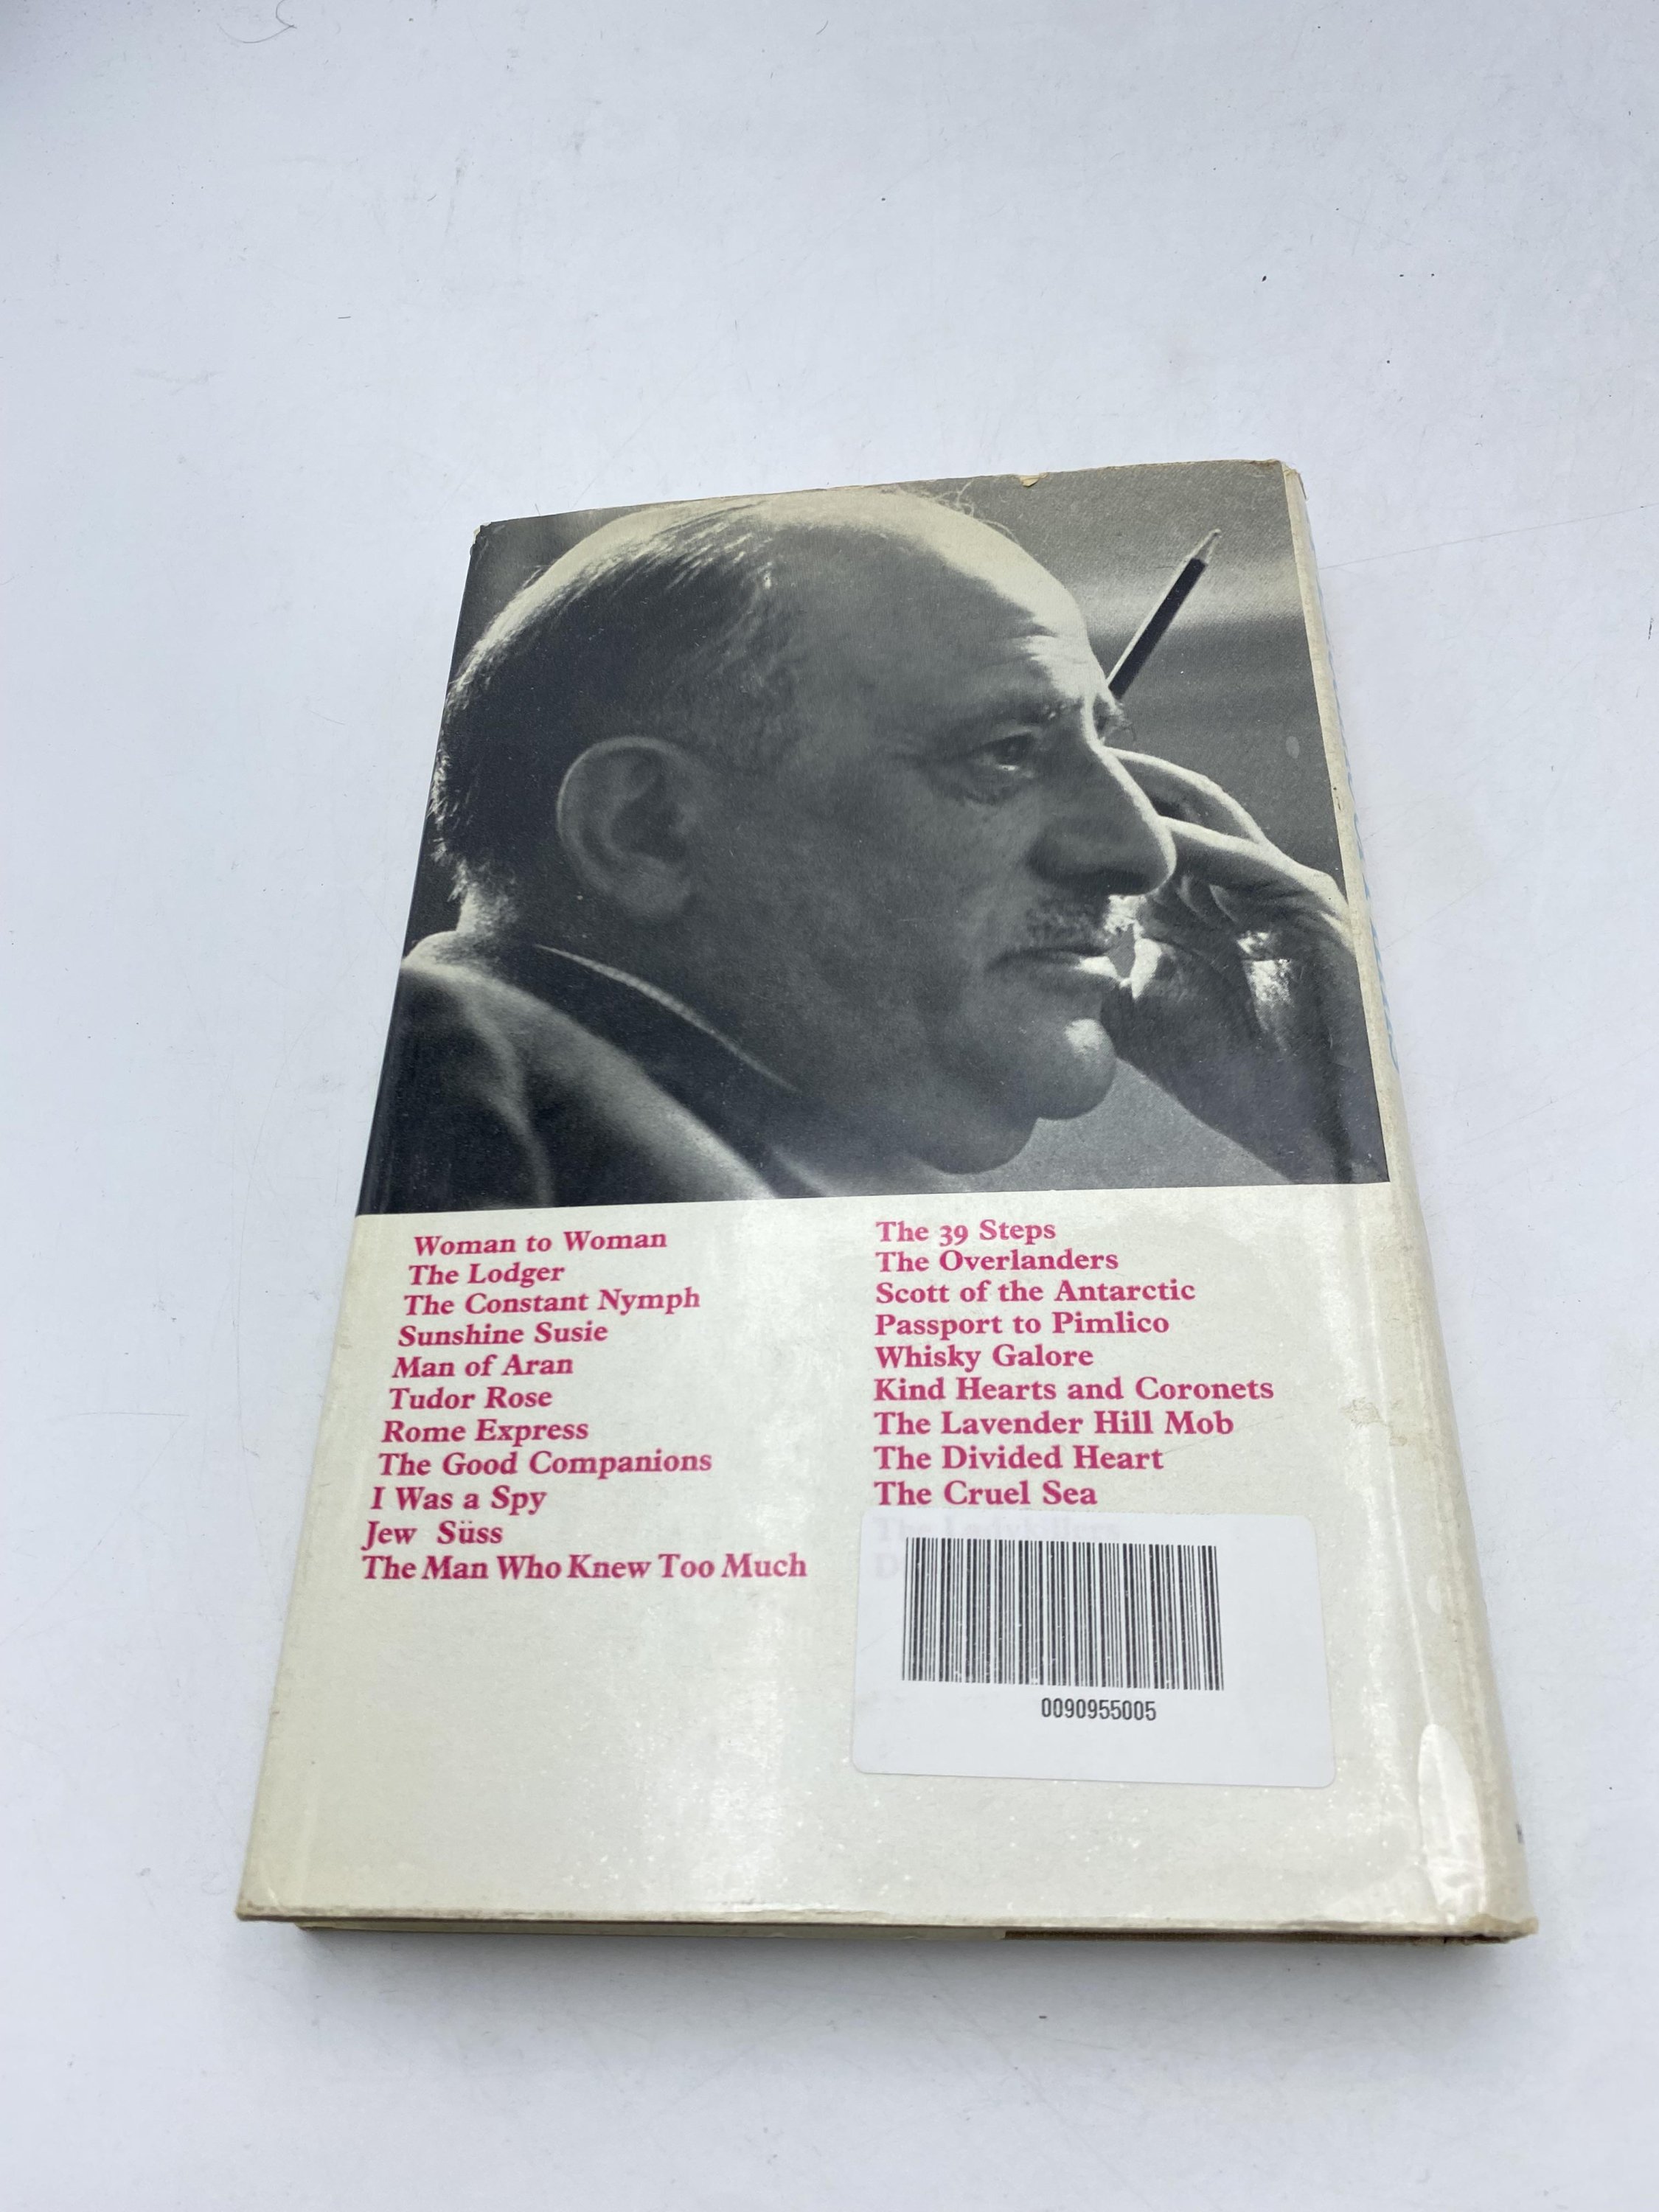 Woman to Woman
The Lodger
The Constant Nymph
Sunshine Susie
Man of Aran
Tudor Rose
Rome Express
The Good Companions
I Was a Spy
Jew Süss
The Man Who Knew Too Much
The 39 Steps
The Overlanders
Scott of the Antarctic
Passport to Pimlico
Whisky Galore
Kind Hearts and Coronets
The Lavender Hill Mob
The Divided Heart
The Cruel Sea
The Ladykillers
0090955005